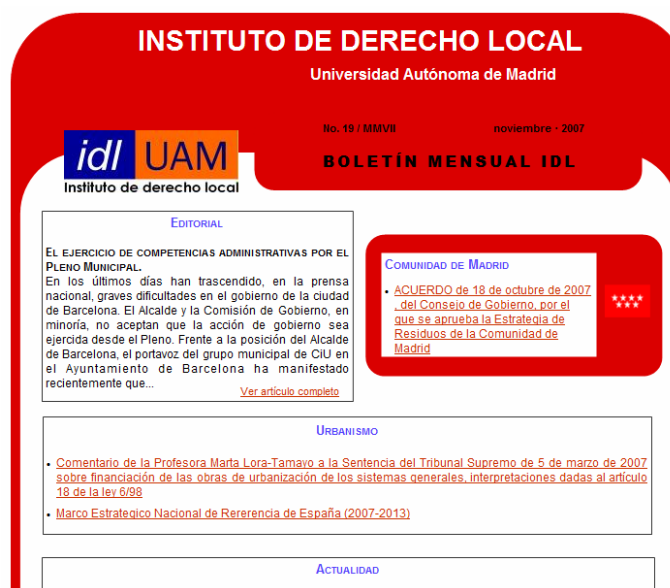 INSTITUTO DE DERECHO LOCAL
Universidad Autónoma de Madrid
No. 19 / MMVII noviembre - 2007
BOLETÍN MENSUAL IDL
idl UAM
Instituto de derecho local
EDITORIAL
EL EJERCICIO DE COMPETENCIAS ADMINISTRATIVAS POR EL
PLENO MUNICIPAL.
En los últimos días han trascendido, en la prensa
nacional, graves dificultades en el gobierno de la ciudad
de Barcelona. El Alcalde y la Comisión de Gobierno, en
minoría, no aceptan que la acción de gobierno sea
ejercida desde el Pleno. Frente a la posición del Alcalde
de Barcelona, el portavoz del grupo municipal de CiU en
el Ayuntamiento de Barcelona ha manifestado
recientemente que...
Ver artículo completo
COMUNIDAD DE MADRID
• ACUERDO de 18 de octubre de 2007
, del Consejo de Gobierno, por el
que se aprueba la Estrategia de
Residuos de la Comunidad de
Madrid
URBANISMO
• Comentario de la Profesora Marta Lora-Tamayo a la Sentencia del Tribunal Supremo de 5 de marzo de 2007
sobre financiación de las obras de urbanización de los sistemas generales, interpretaciones dadas al artículo
18 de la ley 6/98
• Marco Estrategico Nacional de Rererencia de España (2007-2013)
ACTUALIDAD